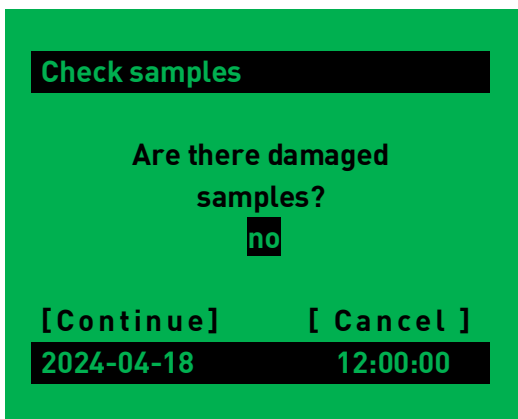 Check samples
Are there damaged
samples?
no
[Continue] [ Cancel ]
2024-04-18 12:00:00